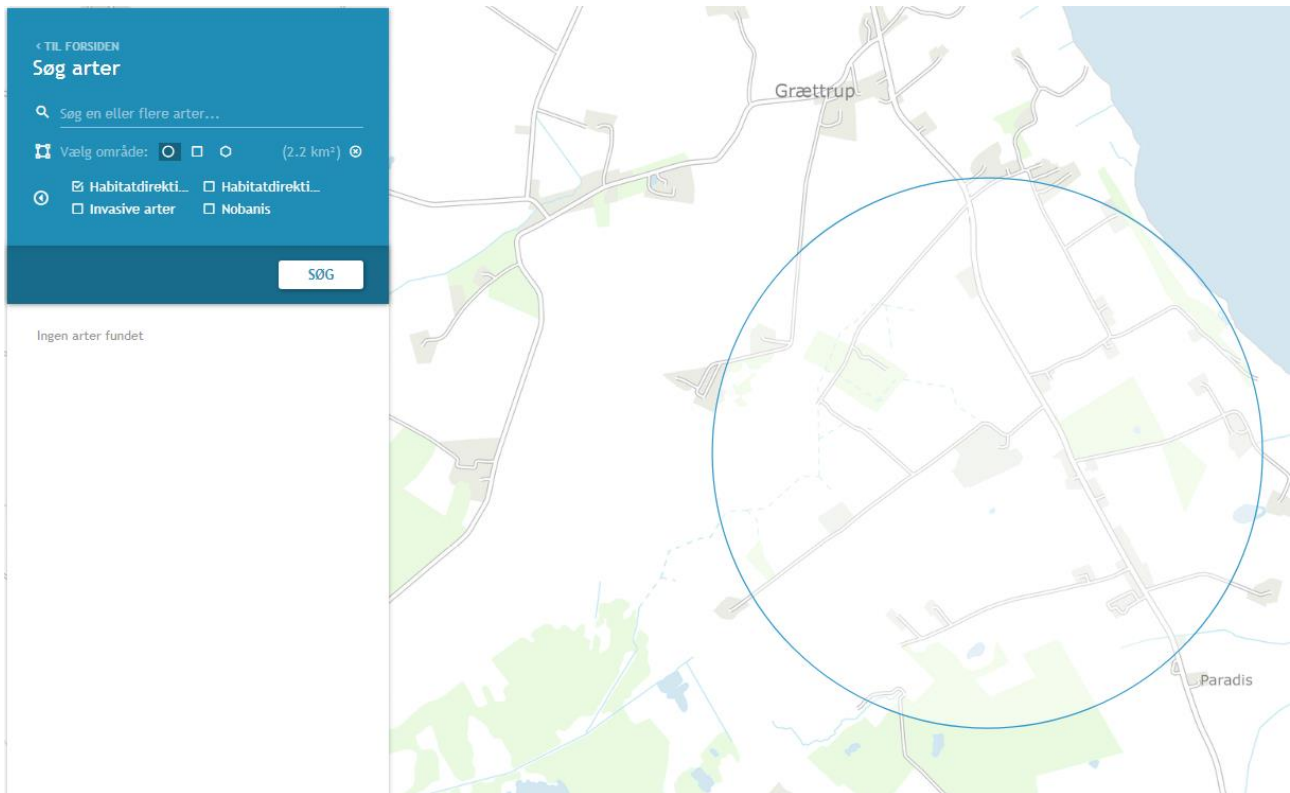 ‹ TIL FORSIDEN
Søg arter
Søg en eller flere arter...
Vælg område: (2.2 km²)
Habitatdirekti... Habitatdirekti...
Invasive arter Nobanis
SØG
Ingen arter fundet
Grættrup
Paradis